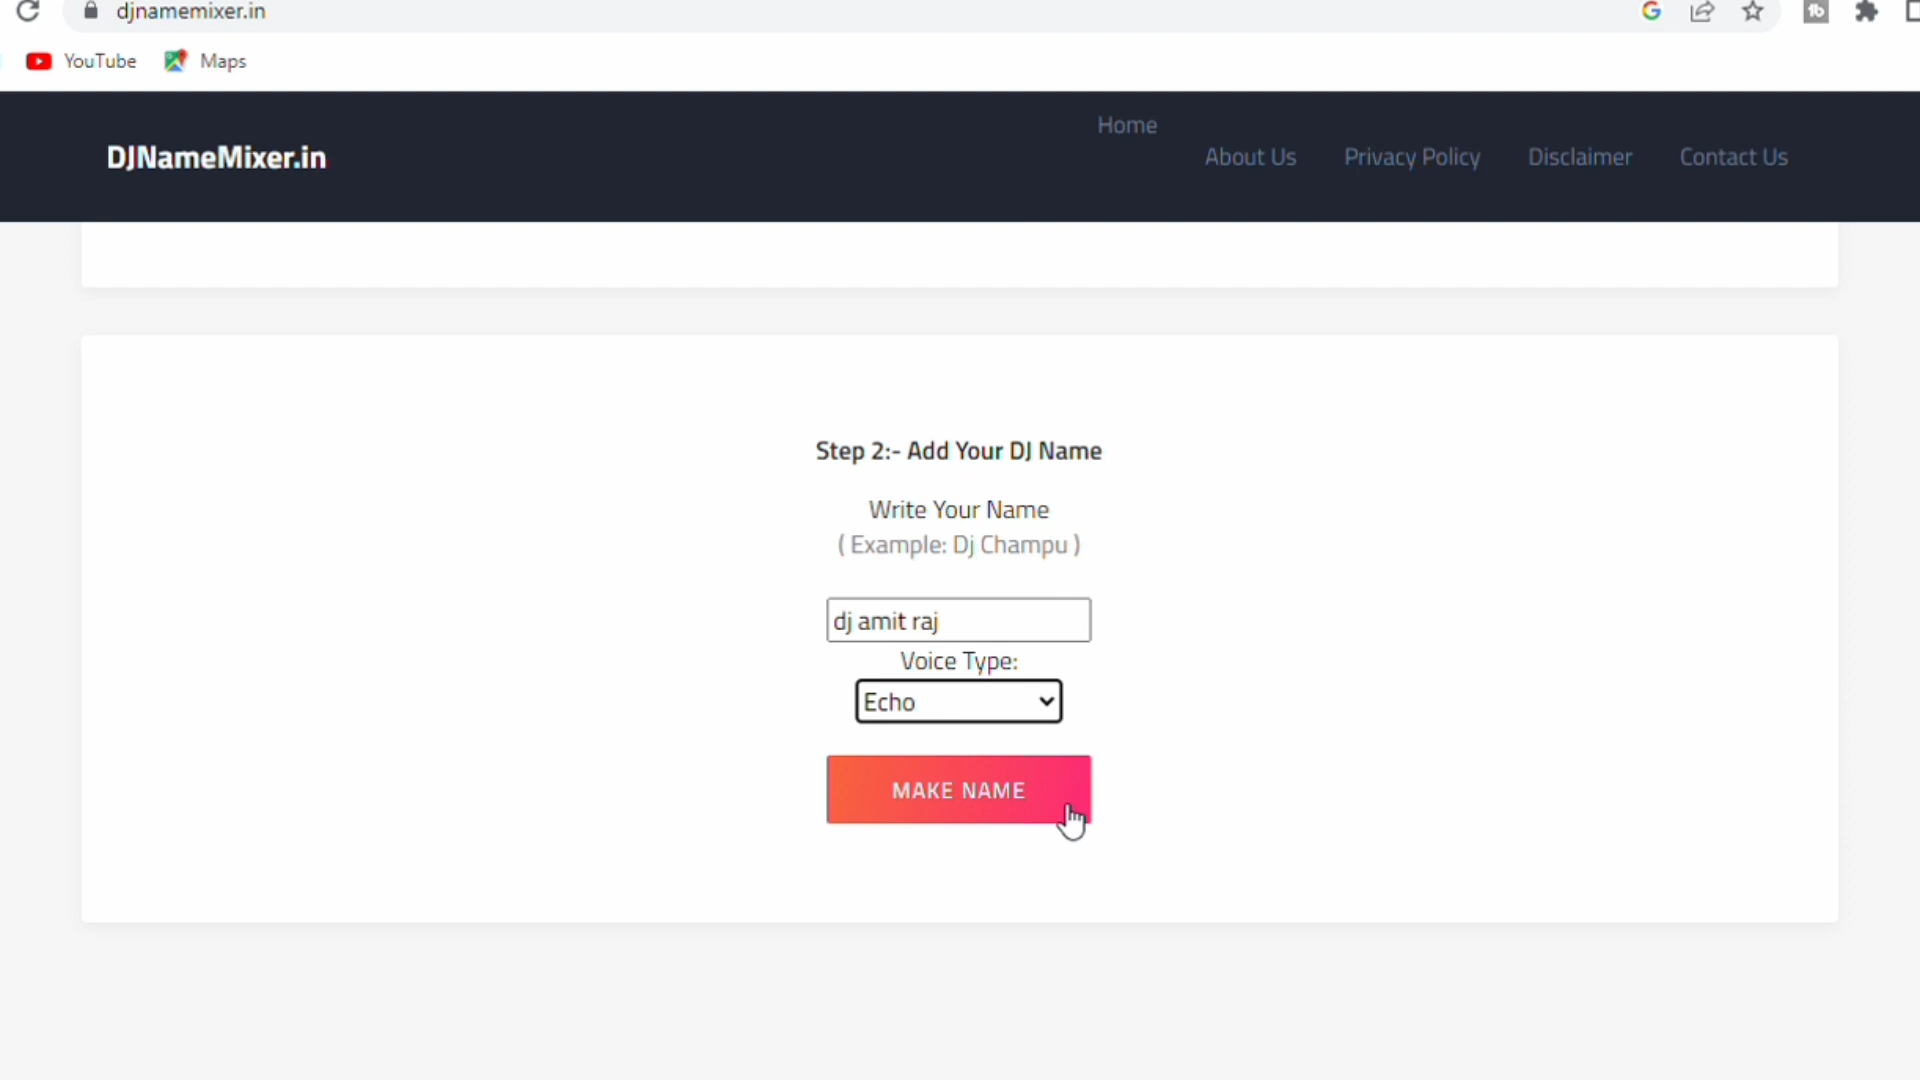 djnamemixer.in
YouTube Maps
Home
DJNameMixer.in About Us Privacy Policy Disclaimer Contact Us
Step 2:- Add Your DJ Name
Write Your Name
( Example: Dj Champu )
dj amit raj
Voice Type:
Echo
MAKE NAME